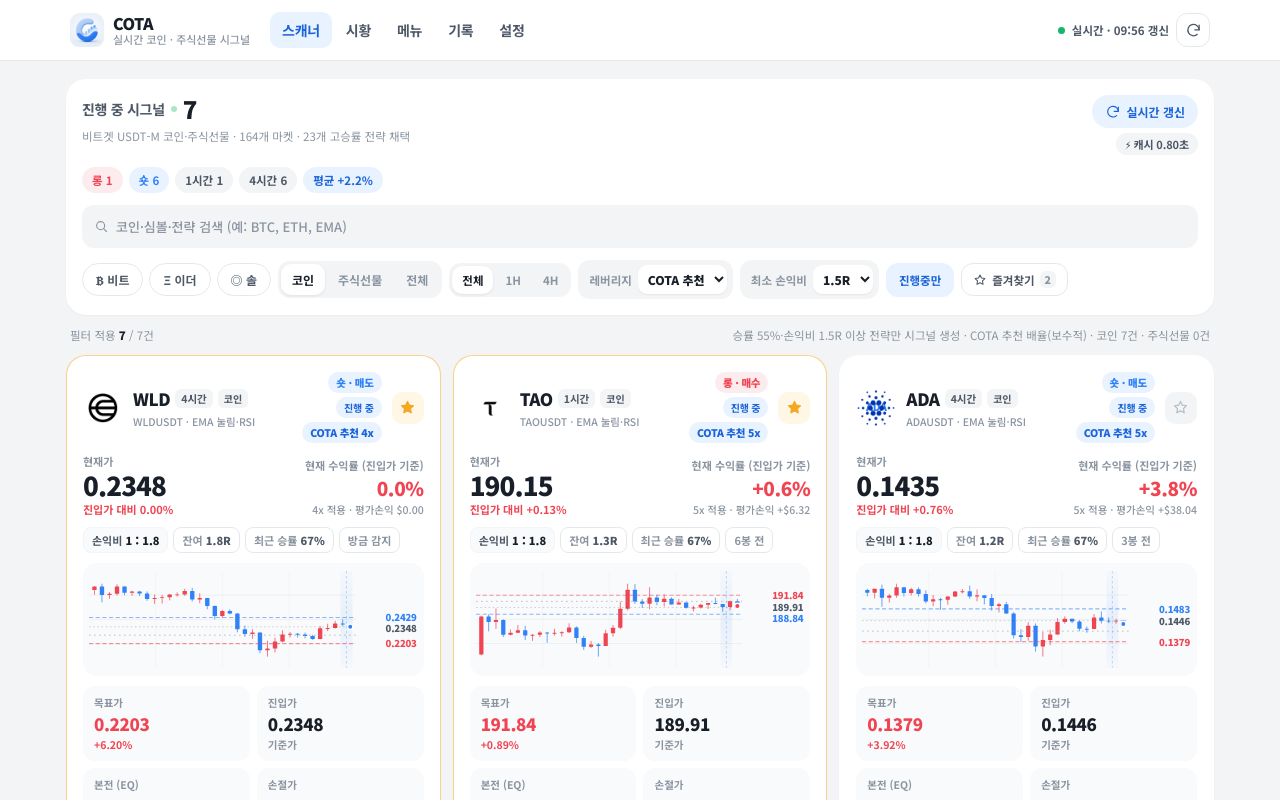 COTA
실시간 코인 · 주식선물 시그널
스캐너 시황 메뉴 기록 설정
실시간 · 09:56 갱신
진행 중 시그널 7
비트겟 USDT-M 코인·주식선물 · 164개 마켓 · 23개 고승률 전략 채택
실시간 갱신
⚡ 캐시 0.80초
롱 1 숏 6 1시간 1 4시간 6 평균 +2.2%
코인·심볼·전략 검색 (예: BTC, ETH, EMA)
₿ 비트 Ξ 이더 ◎ 솔 코인 주식선물 전체 전체 1H 4H 레버리지 COTA 추천 최소 손익비 1.5R 진행중만 즐겨찾기 2
필터 적용 7 / 7건
승률 55%·손익비 1.5R 이상 전략만 시그널 생성 · COTA 추천 배율(보수적) · 코인 7건 · 주식선물 0건
WLD 4시간 코인
WLDUSDT · EMA 눌림·RSI
숏 · 매도
진행 중
COTA 추천 4x
현재가
0.2348
진입가 대비 0.00%
현재 수익률 (진입가 기준)
0.0%
4x 적용 · 평가손익 $0.00
손익비 1 : 1.8 잔여 1.8R 최근 승률 67% 방금 감지
0.2429
0.2348
0.2203
목표가
0.2203
+6.20%
진입가
0.2348
기준가
본전 (EQ)
손절가
TAO 1시간 코인
TAOUSDT · EMA 눌림·RSI
롱 · 매수
진행 중
COTA 추천 5x
현재가
190.15
진입가 대비 +0.13%
현재 수익률 (진입가 기준)
+0.6%
5x 적용 · 평가손익 +$6.32
손익비 1 : 1.8 잔여 1.3R 최근 승률 67% 6봉 전
191.84
189.91
188.84
목표가
191.84
+0.89%
진입가
189.91
기준가
본전 (EQ)
손절가
ADA 4시간 코인
ADAUSDT · EMA 눌림·RSI
숏 · 매도
진행 중
COTA 추천 5x
현재가
0.1435
진입가 대비 +0.76%
현재 수익률 (진입가 기준)
+3.8%
5x 적용 · 평가손익 +$38.04
손익비 1 : 1.8 잔여 1.2R 최근 승률 67% 3봉 전
0.1483
0.1446
0.1379
목표가
0.1379
+3.92%
진입가
0.1446
기준가
본전 (EQ)
손절가